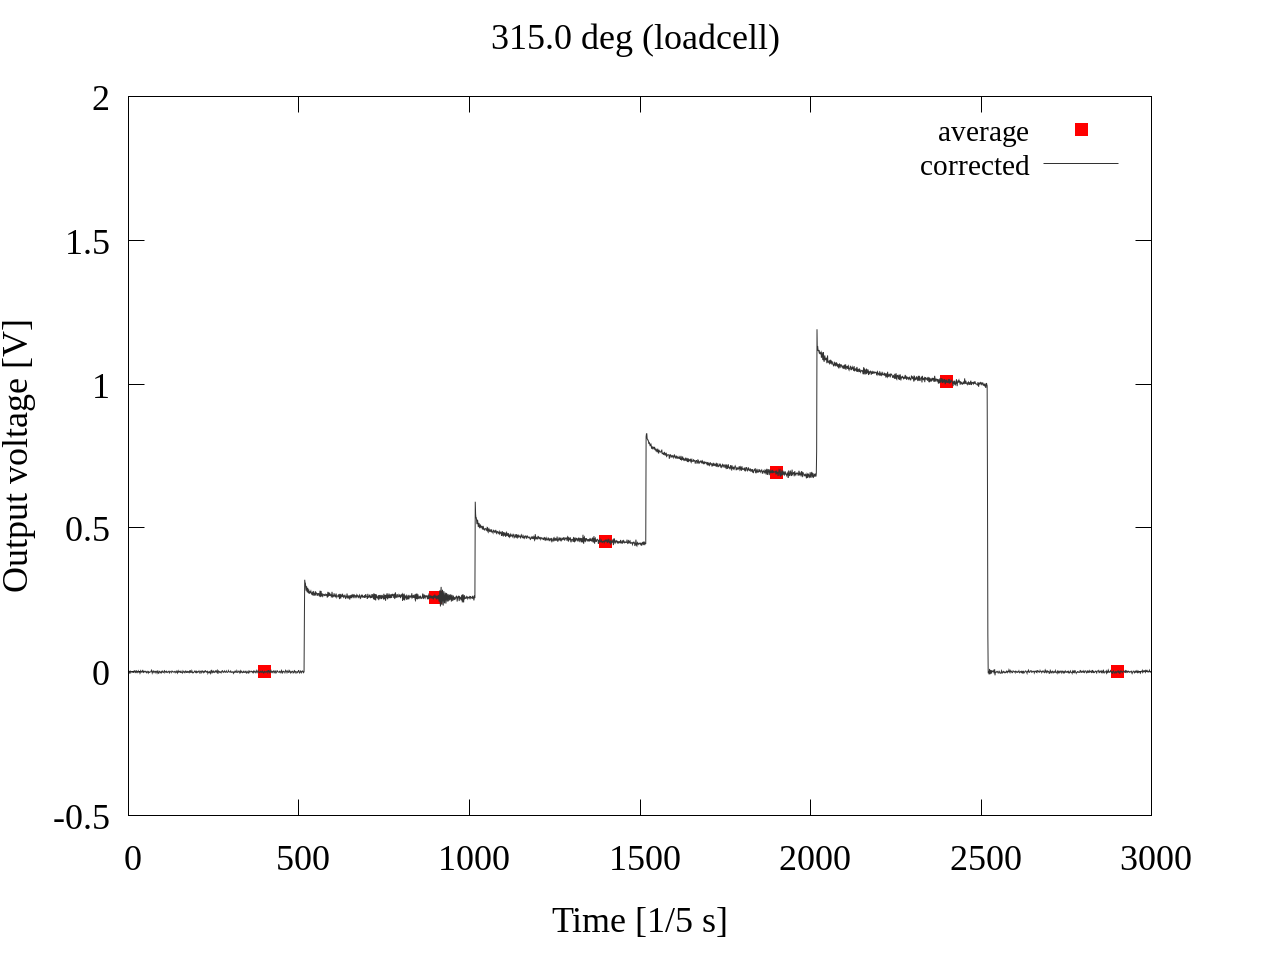 315.0 deg (loadcell)
average
corrected
2
1.5
1
0.5
0
-0.5
Output voltage [V]
0 500 1000 1500 2000 2500 3000
Time [1/5 s]